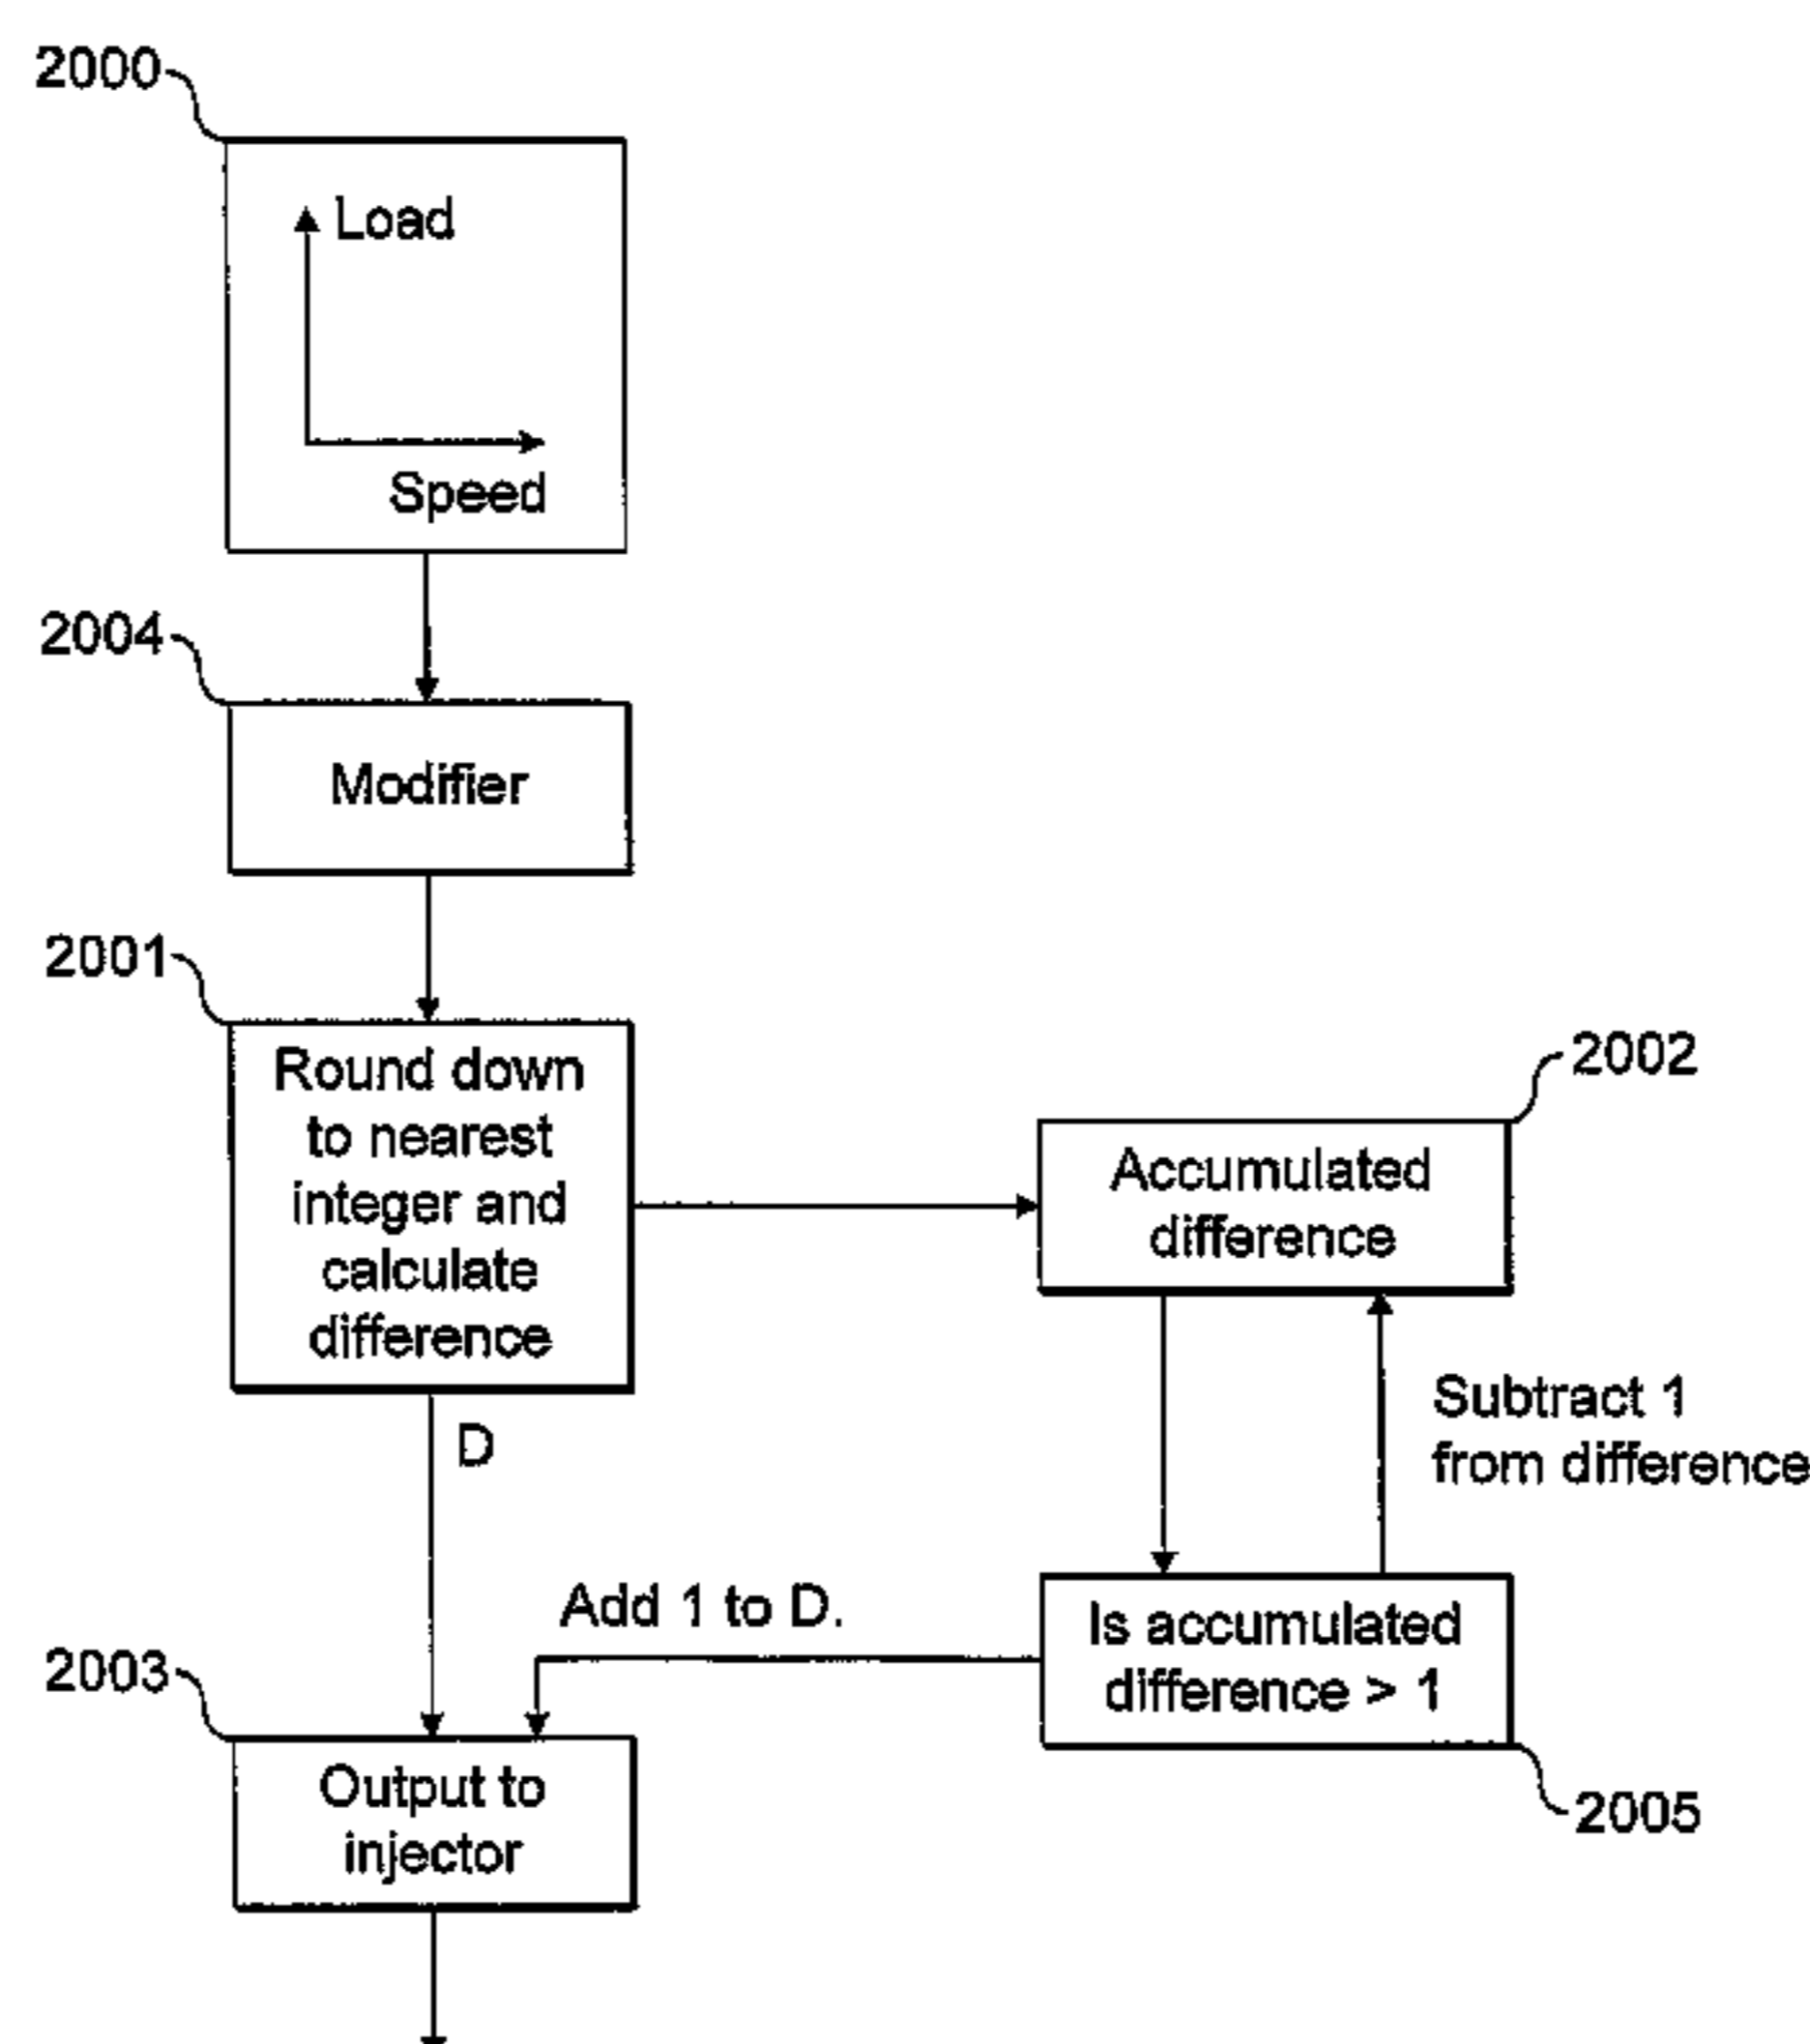 2000
Load
Speed
2004
Modifier
2001
Round down
to nearest
integer and
calculate
difference
2002
Accumulated
difference
D
Subtract 1
from difference
Add 1 to D.
Is accumulated
difference > 1
2003
Output to
injector
2005